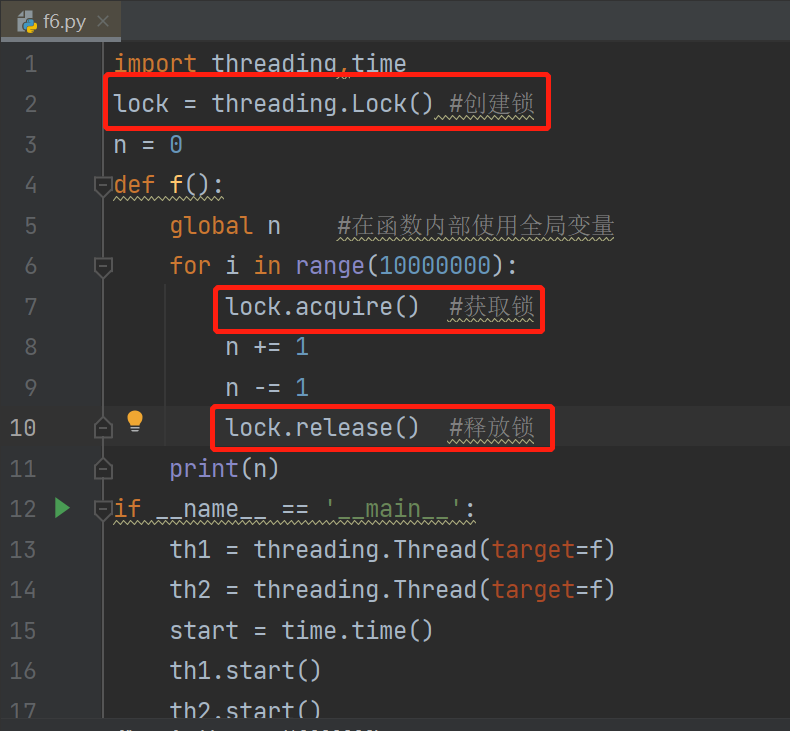 f6.py
1 import threading,time
2 lock = threading.Lock() #创建锁
3 n = 0
4 def f():
5 global n #在函数内部使用全局变量
6 for i in range(10000000):
7 lock.acquire() #获取锁
8 n += 1
9 n -= 1
10 lock.release() #释放锁
11 print(n)
12 if __name__ == '__main__':
13 th1 = threading.Thread(target=f)
14 th2 = threading.Thread(target=f)
15 start = time.time()
16 th1.start()
17 th2.start()